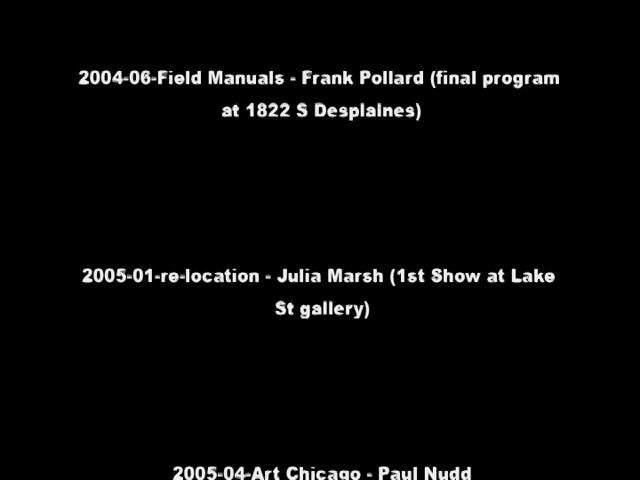 2004-06-Field Manuals - Frank Pollard (final program
at 1822 S Desplaines)
2005-01-re-location - Julia Marsh (1st Show at Lake
St gallery)
2005-04-Art Chicago - Paul Nudd